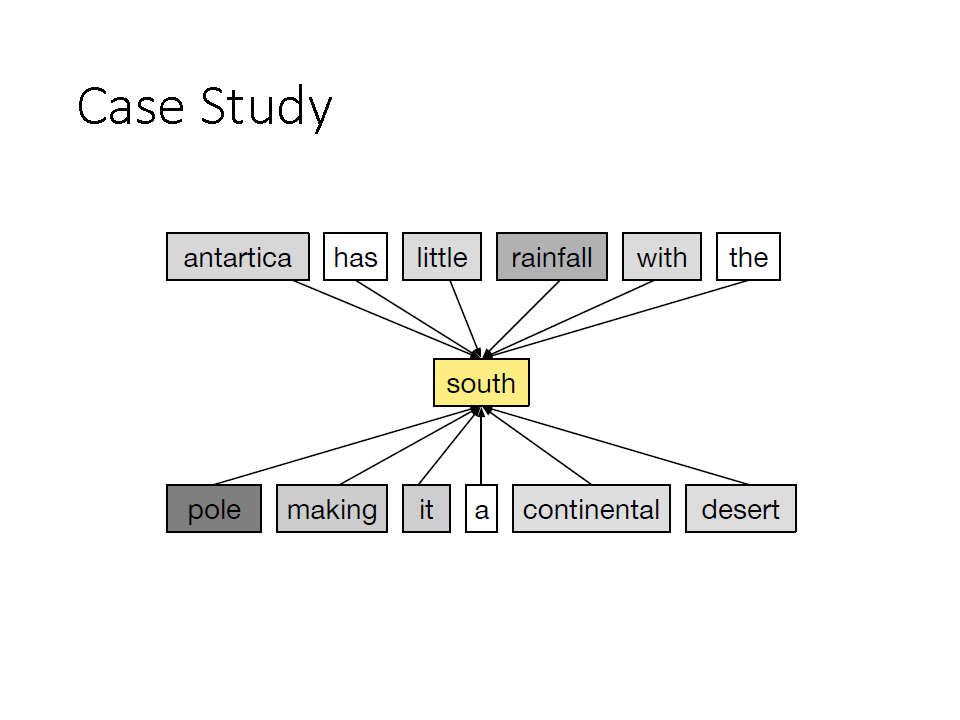 Case Study
antartica has little rainfall with the
south
pole making it a continental desert